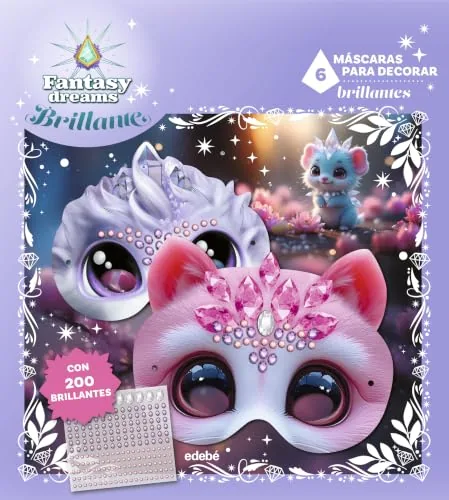 Fantasy
dreams
Brillante
6
MÁSCARAS
PARA DECORAR
brillantes
CON
200
BRILLANTES
edebé